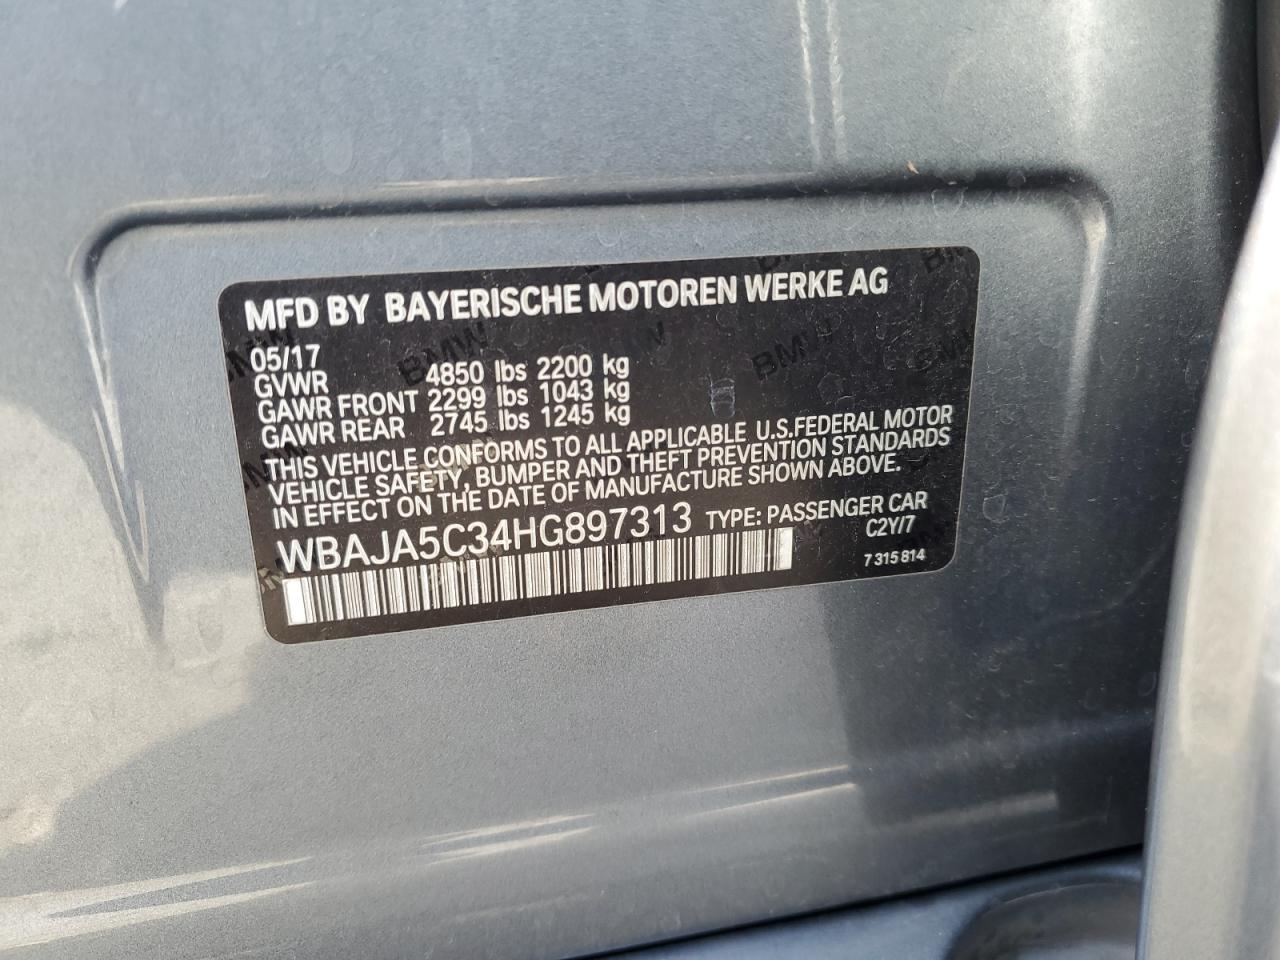 MFD BY BAYERISCHE MOTOREN WERKE AG
05/17
GVWR 4850 lbs 2200 kg
GAWR FRONT 2299 lbs 1043 kg
GAWR REAR 2745 lbs 1245 kg
THIS VEHICLE CONFORMS TO ALL APPLICABLE U.S.FEDERAL MOTOR
VEHICLE SAFETY, BUMPER AND THEFT PREVENTION STANDARDS
IN EFFECT ON THE DATE OF MANUFACTURE SHOWN ABOVE.
WBAJA5C34HG897313 TYPE: PASSENGER CAR
C2Y/7
7 315 814